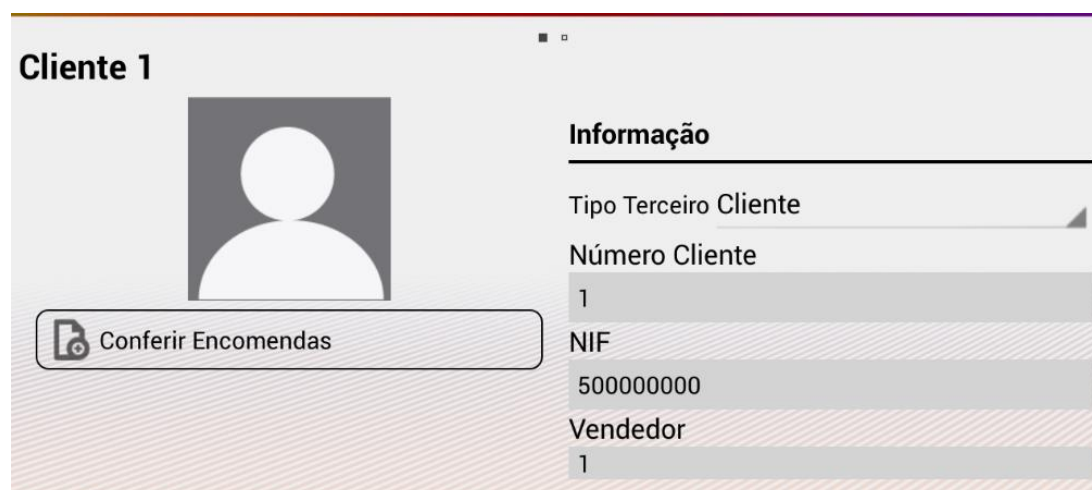 Cliente 1
Conferir Encomendas
Informação
Tipo Terceiro Cliente
Número Cliente
1
NIF
500000000
Vendedor
1